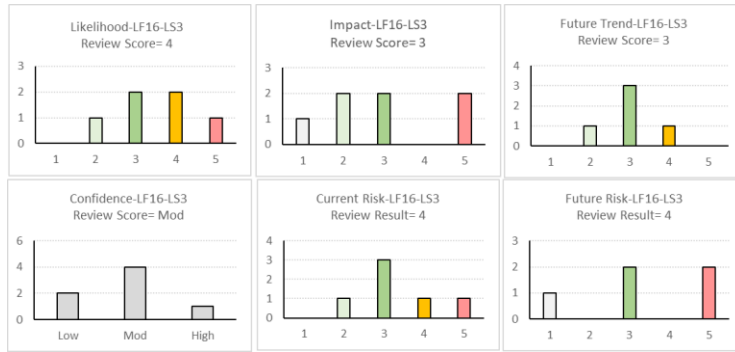 Likelihood-LF16-LS3
Review Score= 4
3
2
1
0
1 2 3 4 5
Impact-LF16-LS3
Review Score= 3
3
2
1
0
1 2 3 4 5
Future Trend-LF16-LS3
Review Score= 3
4
3
2
1
0
1 2 3 4 5
Confidence-LF16-LS3
Review Score= Mod
6
4
2
0
Low Mod High
Current Risk-LF16-LS3
Review Result= 4
4
3
2
1
0
1 2 3 4 5
Future Risk-LF16-LS3
Review Result= 4
3
2
1
0
1 2 3 4 5